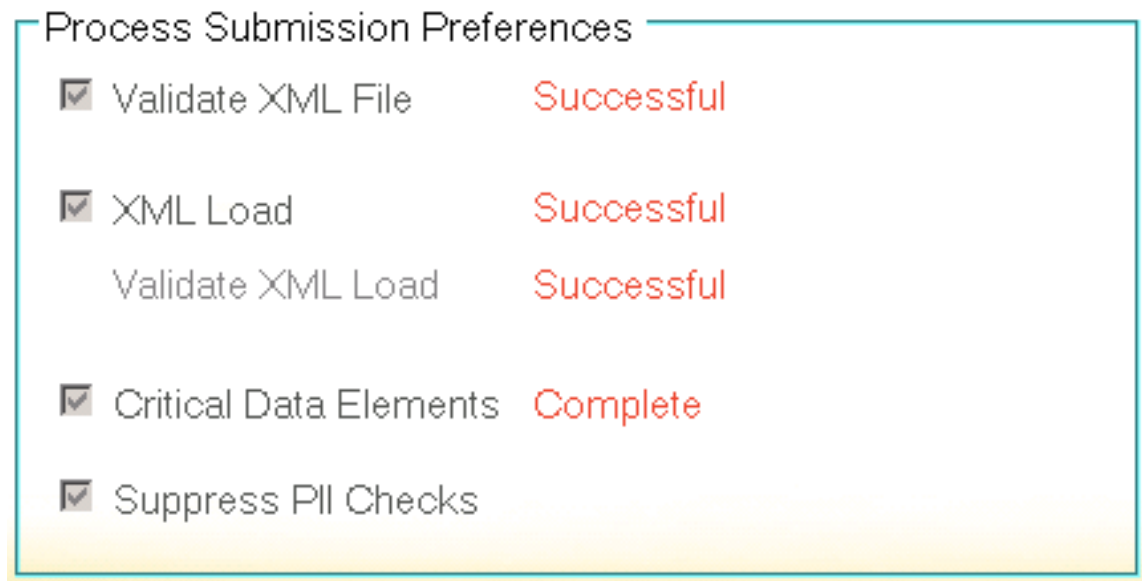 Process Submission Preferences
Validate XML File Successful
XML Load Successful
Validate XML Load Successful
Critical Data Elements Complete
Suppress PII Checks